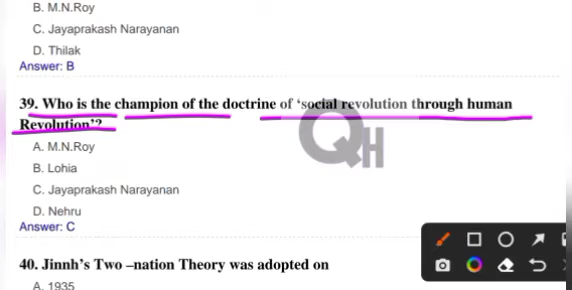 B. M.N.Roy
C. Jayaprakash Narayanan
D. Thilak
Answer: B
39. Who is the champion of the doctrine of ‘social revolution through human
Revolution’?
A. M.N.Roy
B. Lohia
C. Jayaprakash Narayanan
D. Nehru
Answer: C
QH
40. Jinnh’s Two –nation Theory was adopted on
A. 1935